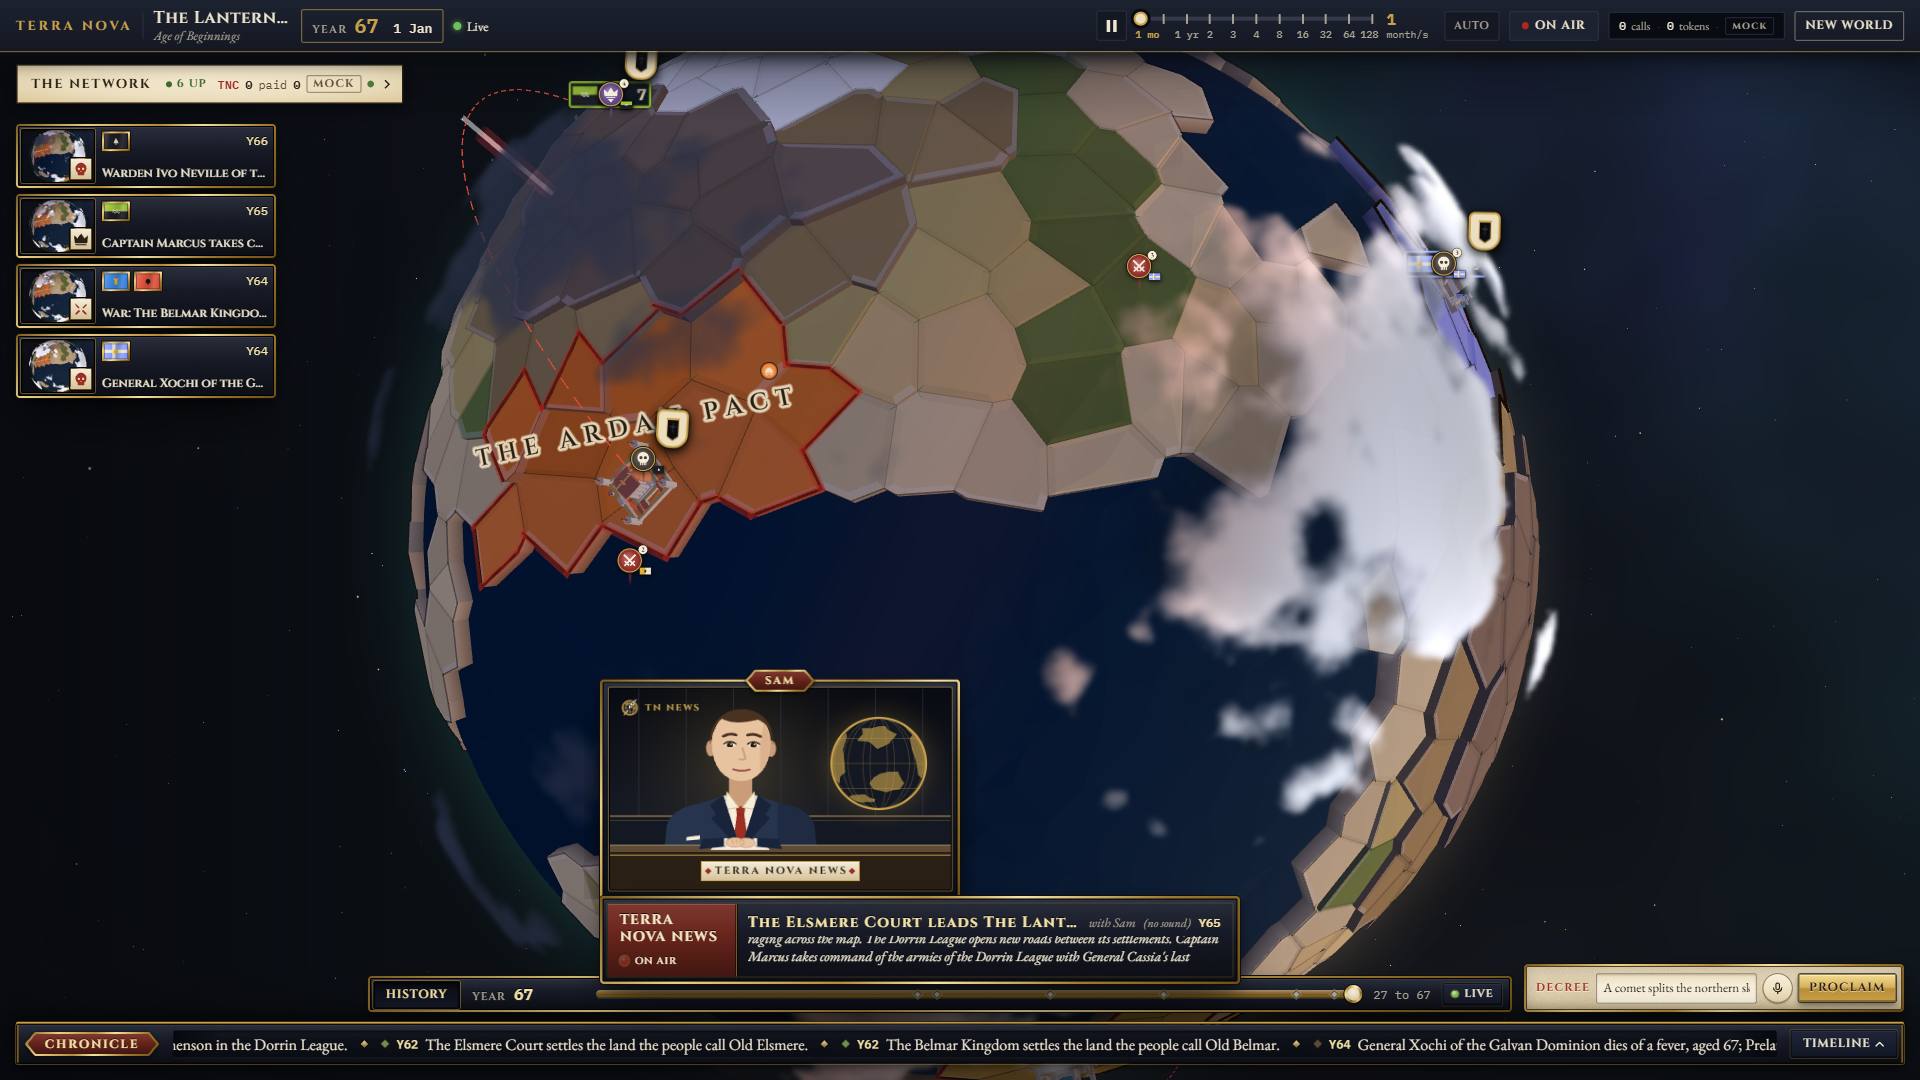 TERRA NOVA
THE LANTERN...
Age of Beginnings
YEAR 67 1 Jan
Live
1 mo 1 yr 2 3 4 8 16 32 64 128
1 month/s
AUTO
ON AIR
0 calls · 0 tokens MOCK
NEW WORLD
THE NETWORK 6 UP TNC 0 paid 0 MOCK
Y66
WARDEN IVO NEVILLE OF T...
Y65
CAPTAIN MARCUS TAKES C...
Y64
WAR: THE BELMAR KINGDO...
Y64
GENERAL XOCHI OF THE G...
7
PACT
THE ARDA
SAM
TN NEWS
TERRA NOVA NEWS
TERRA
NOVA NEWS
ON AIR
THE ELSMERE COURT LEADS THE LANT... with Sam (no sound) Y65
raging across the map. The Dorrin League opens new roads between its settlements. Captain
Marcus takes command of the armies of the Dorrin League with General Cassia's last
HISTORY YEAR 67
27 to 67
LIVE
DECREE
A comet splits the northern sk
PROCLAIM
CHRONICLE
in the Dorrin League.
Y62 The Elsmere Court settles the land the people call Old Elsmere.
Y62 The Belmar Kingdom settles the land the people call Old Belmar.
Y64 General Xochi of the Galvan Dominion dies of a fever, aged 67; Prela
TIMELINE